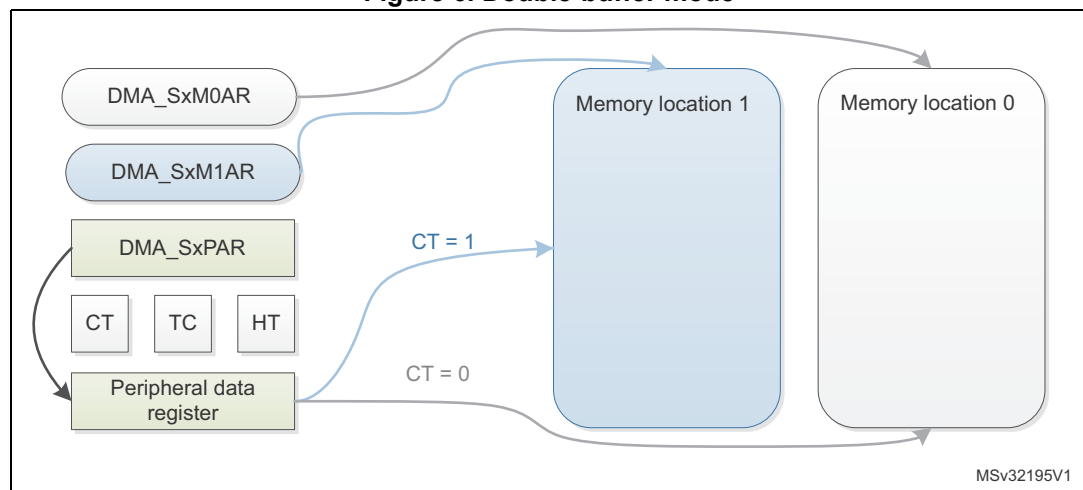 Figure Double buffer mode
DMA_SxM0AR
DMA_SxM1AR
DMA_SxPAR
CT TC HT
Peripheral data
register
CT = 1
CT = 0
Memory location 1
Memory location 0
MSv32195V1